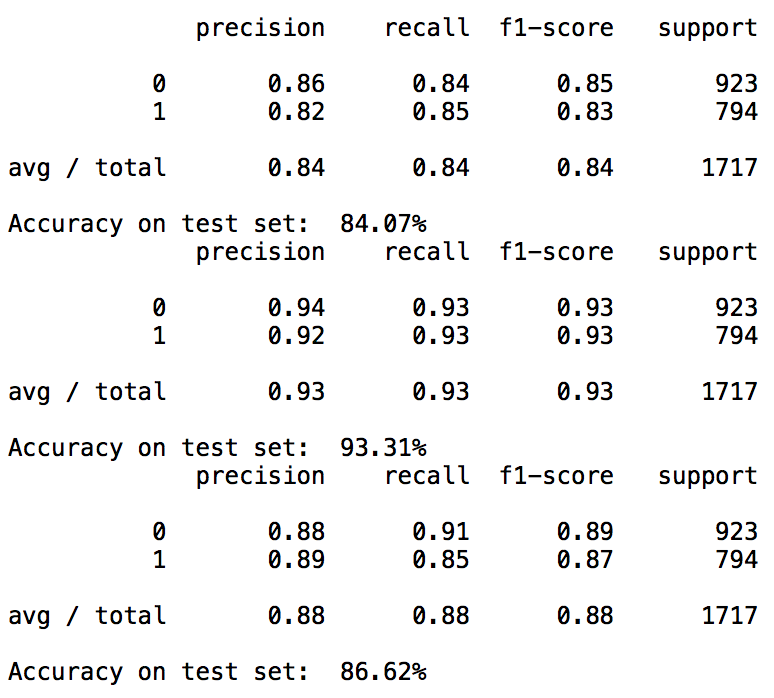 precision recall f1-score support
0 0.86 0.84 0.85 923
1 0.82 0.85 0.83 794
avg / total 0.84 0.84 0.84 1717
Accuracy on test set: 84.07%
precision recall f1-score support
0 0.94 0.93 0.93 923
1 0.92 0.93 0.93 794
avg / total 0.93 0.93 0.93 1717
Accuracy on test set: 93.31%
precision recall f1-score support
0 0.88 0.91 0.89 923
1 0.89 0.85 0.87 794
avg / total 0.88 0.88 0.88 1717
Accuracy on test set: 86.62%